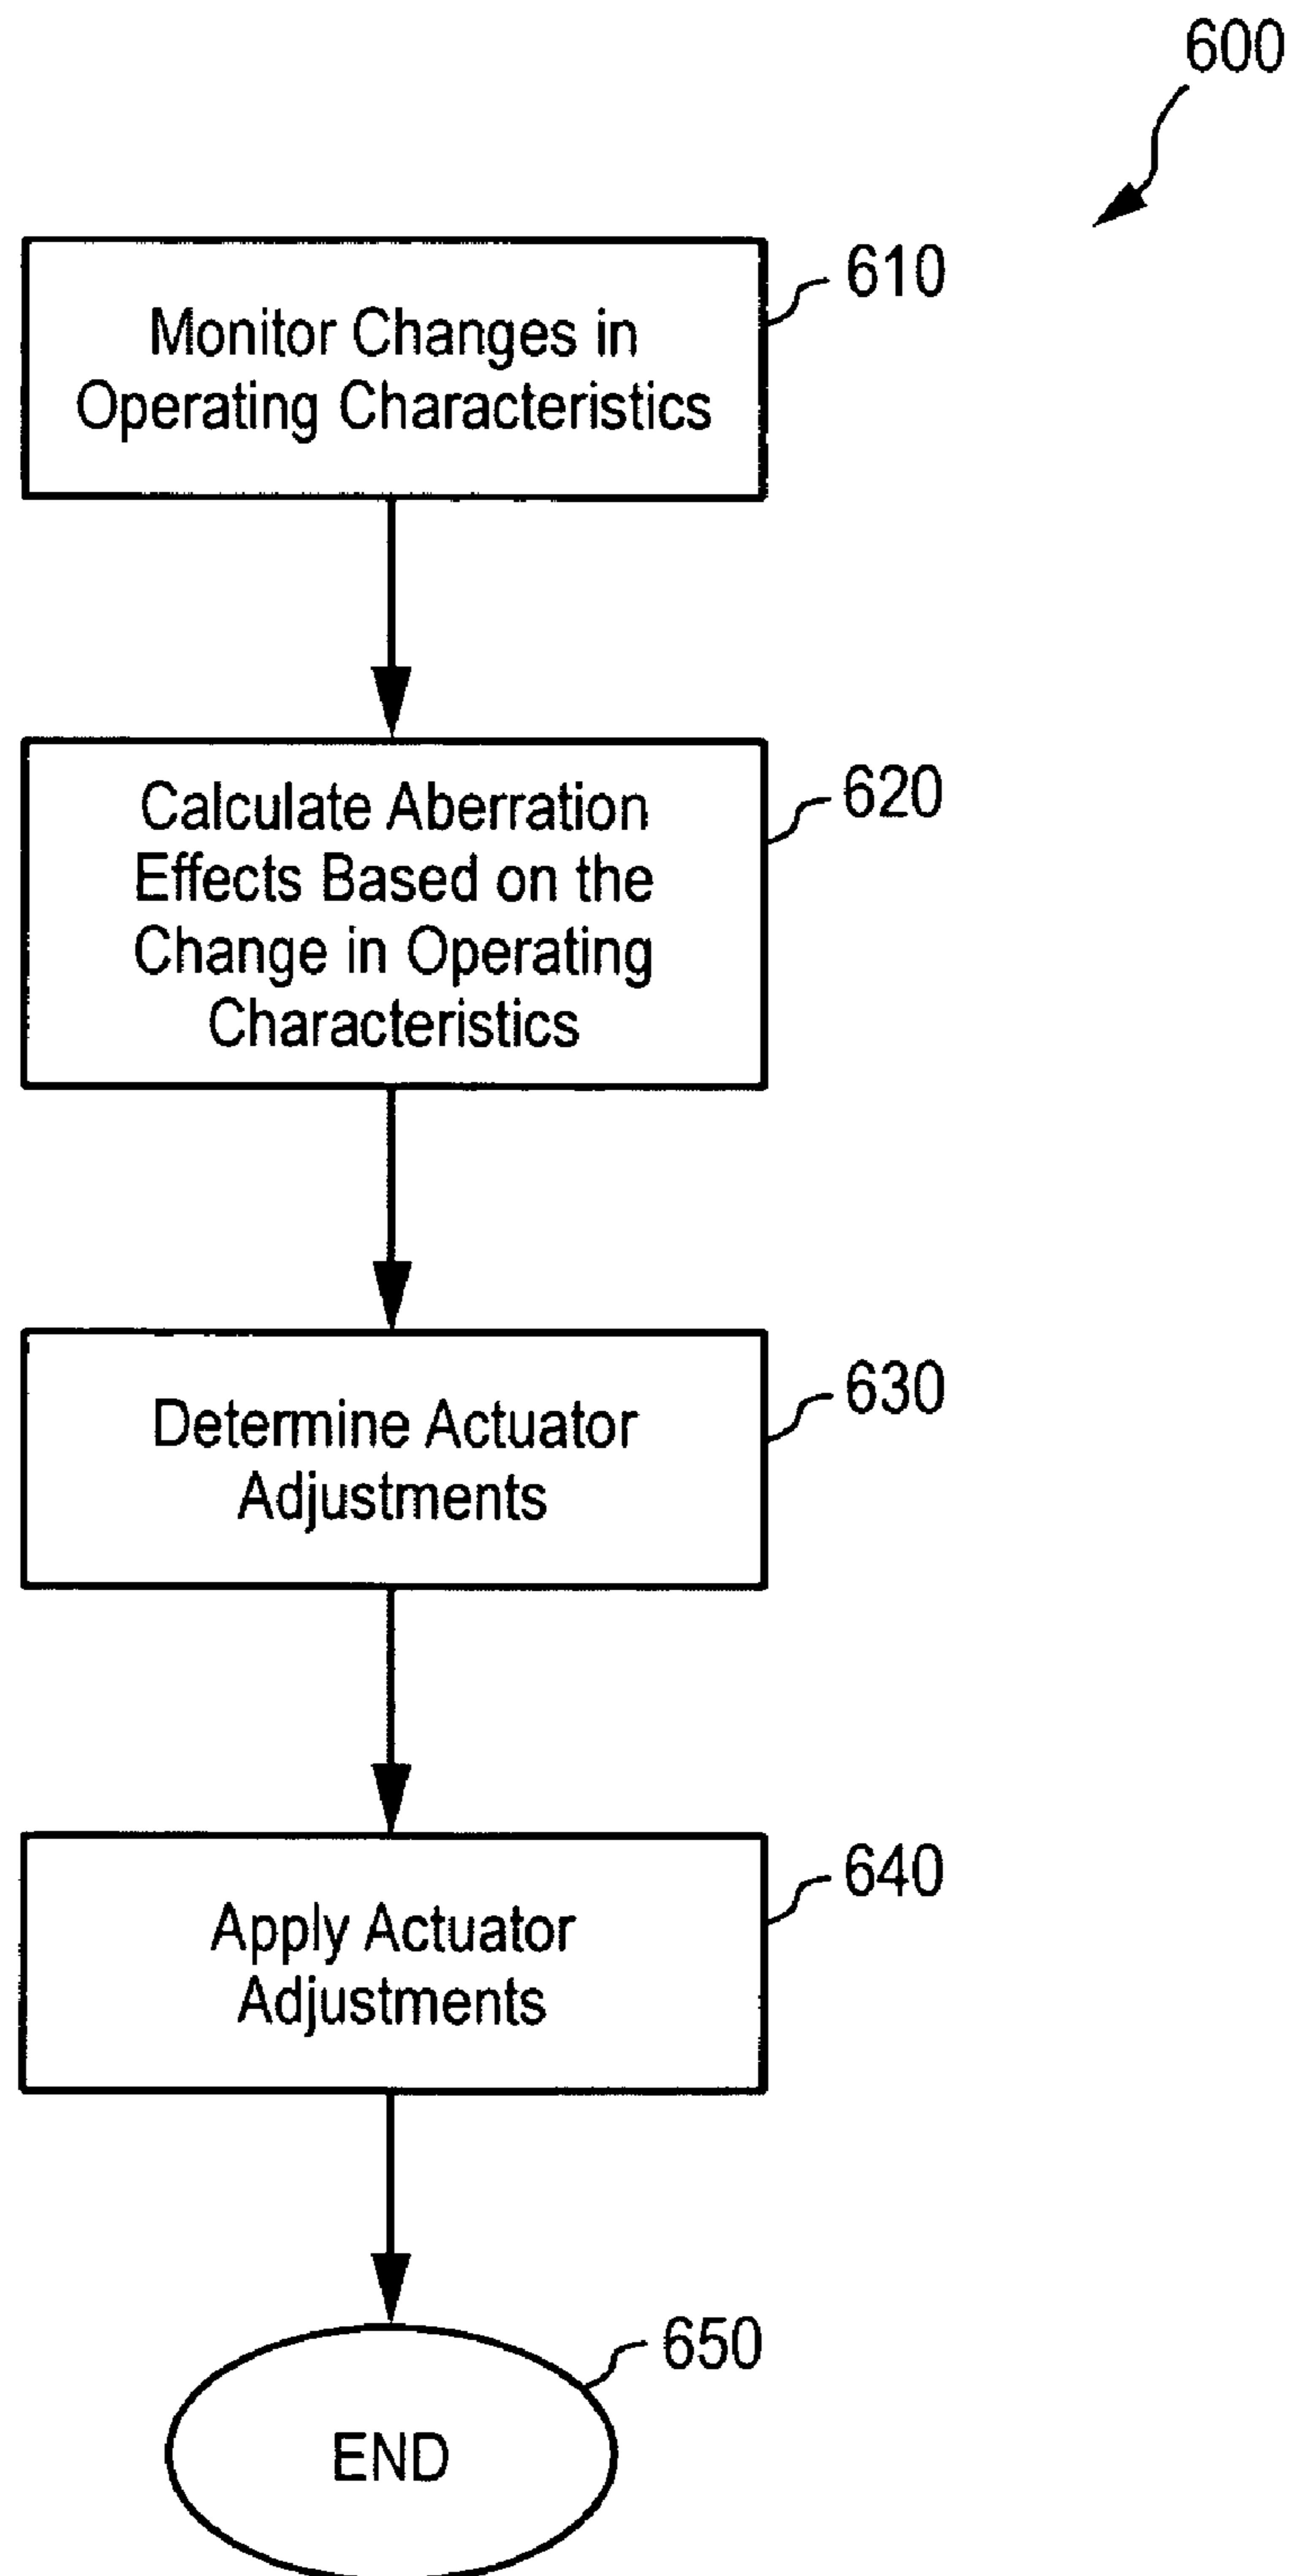 600
610
Monitor Changes in
Operating Characteristics
620
Calculate Aberration
Effects Based on the
Change in Operating
Characteristics
630
Determine Actuator
Adjustments
640
Apply Actuator
Adjustments
650
END